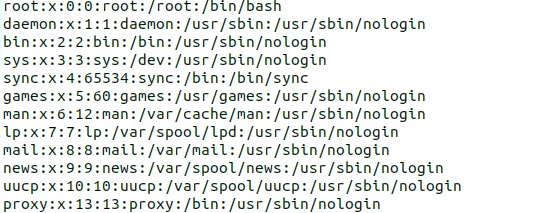 root:x:0:0:root:/root:/bin/bash
daemon:x:1:1:daemon:/usr/sbin:/usr/sbin/nologin
bin:x:2:2:bin:/bin:/usr/sbin/nologin
sys:x:3:3:sys:/dev:/usr/sbin/nologin
sync:x:4:65534:sync:/bin:/bin/sync
games:x:5:60:games:/usr/games:/usr/sbin/nologin
man:x:6:12:man:/var/cache/man:/usr/sbin/nologin
lp:x:7:7:lp:/var/spool/lpd:/usr/sbin/nologin
mail:x:8:8:mail:/var/mail:/usr/sbin/nologin
news:x:9:9:news:/var/spool/news:/usr/sbin/nologin
uucp:x:10:10:uucp:/var/spool/uucp:/usr/sbin/nologin
proxy:x:13:13:proxy:/bin:/usr/sbin/nologin